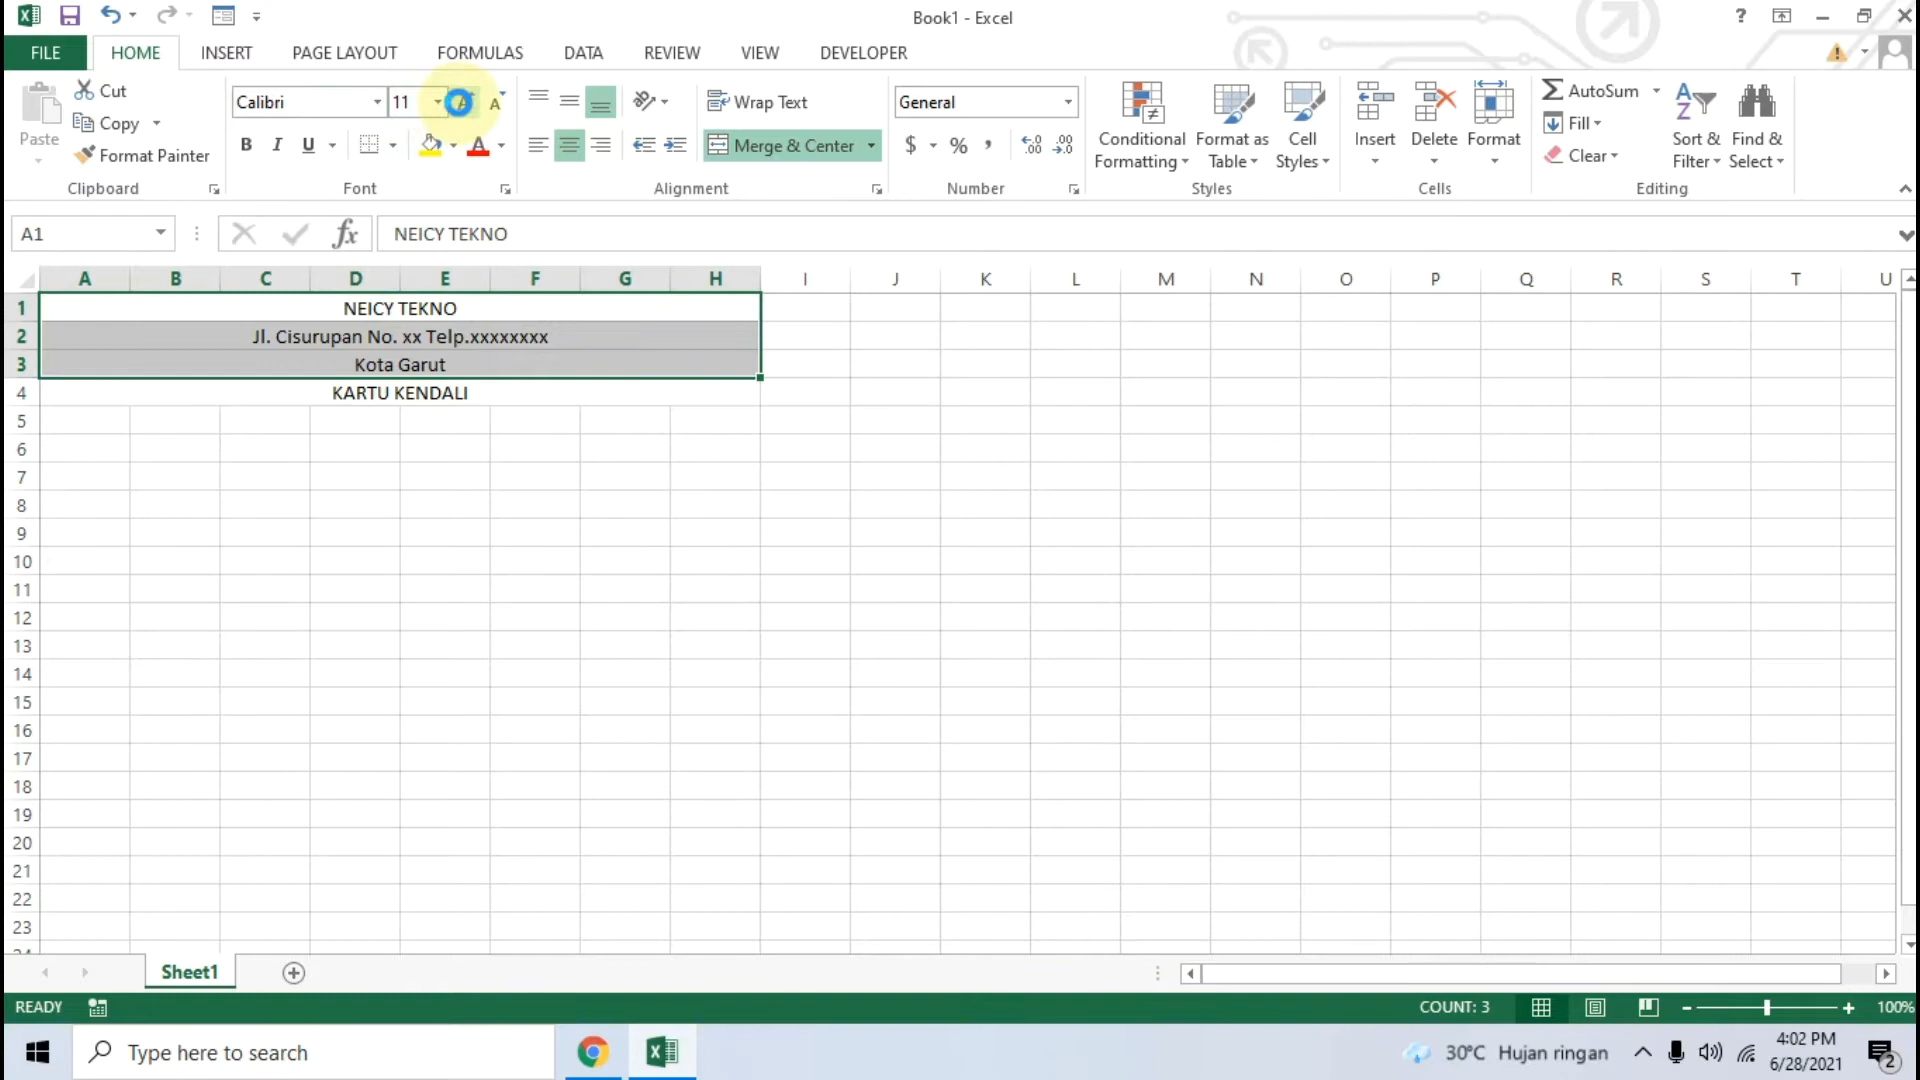 Book1 - Excel
?
FILE HOME INSERT PAGE LAYOUT FORMULAS DATA REVIEW VIEW DEVELOPER
Paste
Cut
Copy
Format Painter
Clipboard
Calibri 11
B I U
Font
Wrap Text
Merge & Center
Alignment
General
$ % ,
Number
Conditional Formatting
Format as Table
Cell Styles
Styles
Insert
Delete
Format
Cells
AutoSum
Fill
Clear
Sort & Filter
Find & Select
Editing
A1 fx NEICY TEKNO
A B C D E F G H I J K L M N O P Q R S T U
1 NEICY TEKNO
2 Jl. Cisurupan No. xx Telp.xxxxxxxx
3 Kota Garut
4 KARTU KENDALI
5
6
7
8
9
10
11
12
13
14
15
16
17
18
19
20
21
22
23
Sheet1
READY COUNT: 3 100%
Type here to search
30°C Hujan ringan
4:02 PM
6/28/2021
2